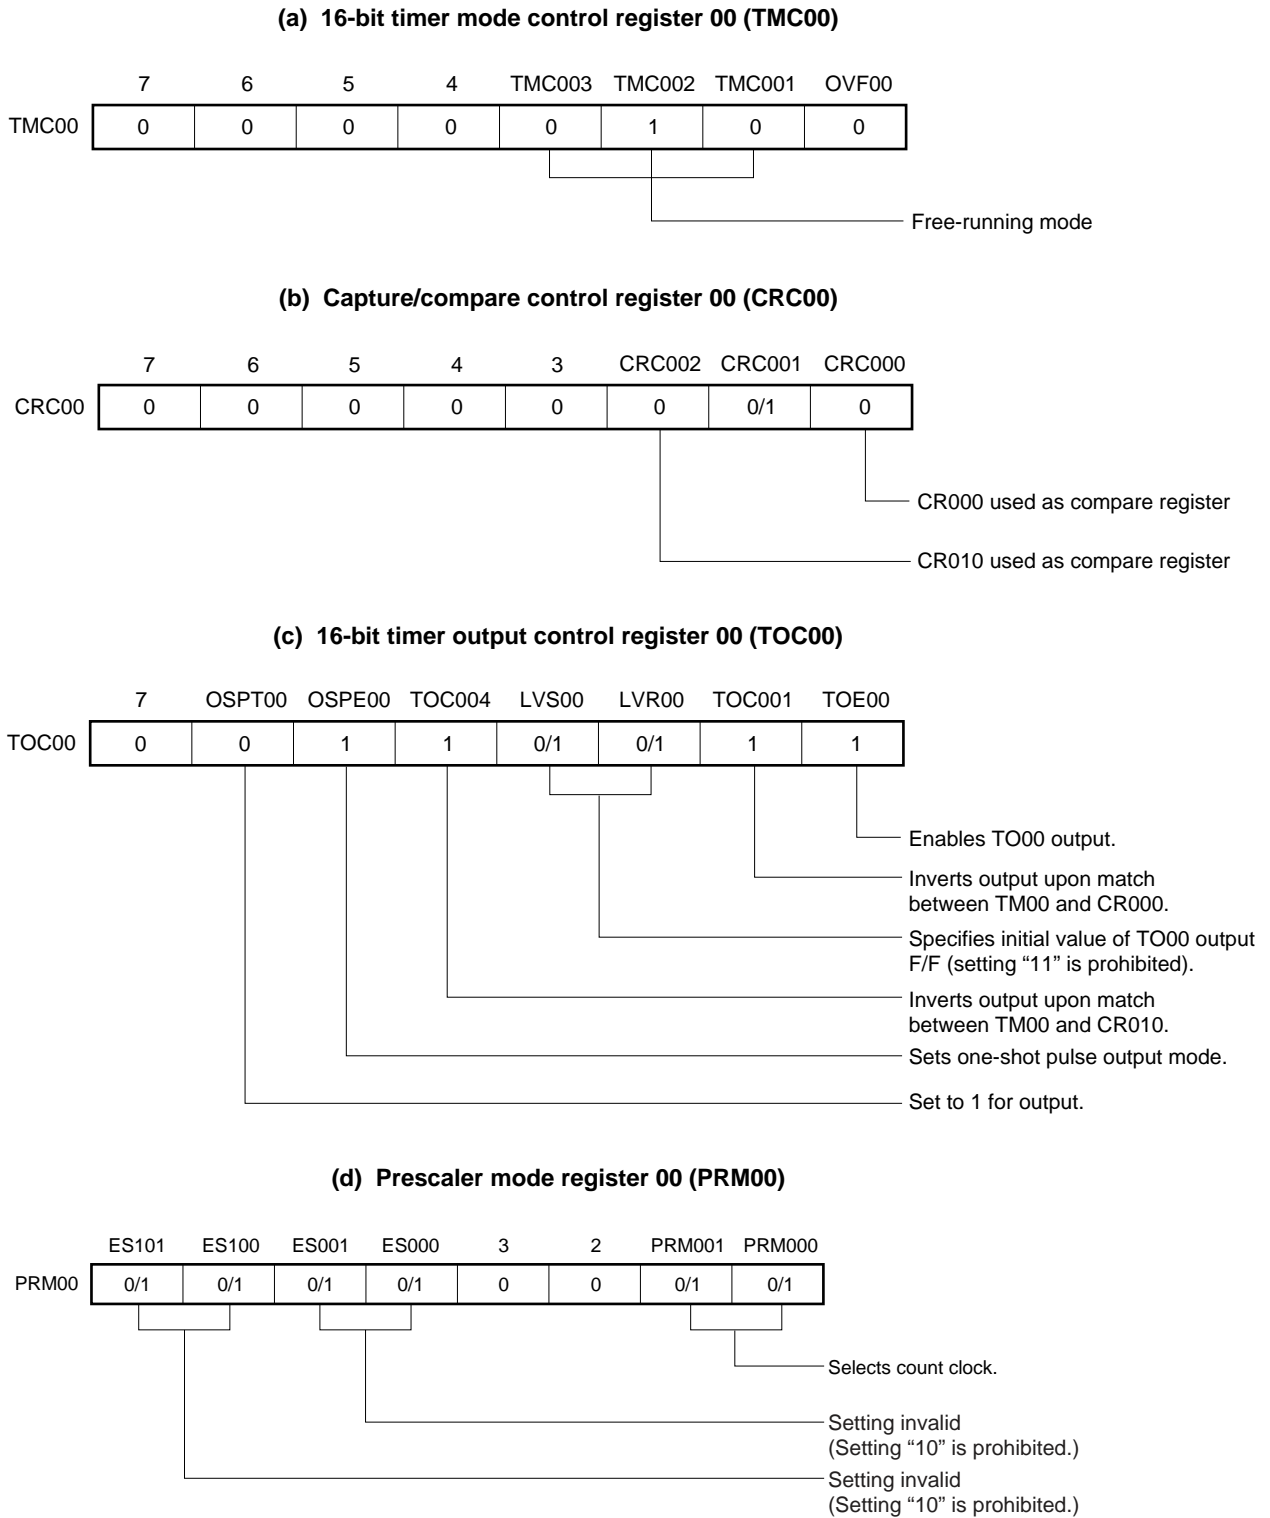 (a) 16-bit timer mode control register 00 (TMC00)
7 6 5 4 TMC003 TMC002 TMC001 OVF00
TMC00 0 0 0 0 0 1 0 0
Free-running mode
(b) Capture/compare control register 00 (CRC00)
7 6 5 4 3 CRC002 CRC001 CRC000
CRC00 0 0 0 0 0 0 0/1 0
CR000 used as compare register
CR010 used as compare register
(c) 16-bit timer output control register 00 (TOC00)
7 OSPT00 OSPE00 TOC004 LVS00 LVR00 TOC001 TOE00
TOC00 0 0 1 1 0/1 0/1 1 1
Enables TO00 output.
Inverts output upon match
between TM00 and CR000.
Specifies initial value of TO00 output
F/F (setting “11” is prohibited).
Inverts output upon match
between TM00 and CR010.
Sets one-shot pulse output mode.
Set to 1 for output.
(d) Prescaler mode register 00 (PRM00)
ES101 ES100 ES001 ES000 3 2 PRM001 PRM000
PRM00 0/1 0/1 0/1 0/1 0 0 0/1 0/1
Selects count clock.
Setting invalid
(Setting “10” is prohibited.)
Setting invalid
(Setting “10” is prohibited.)